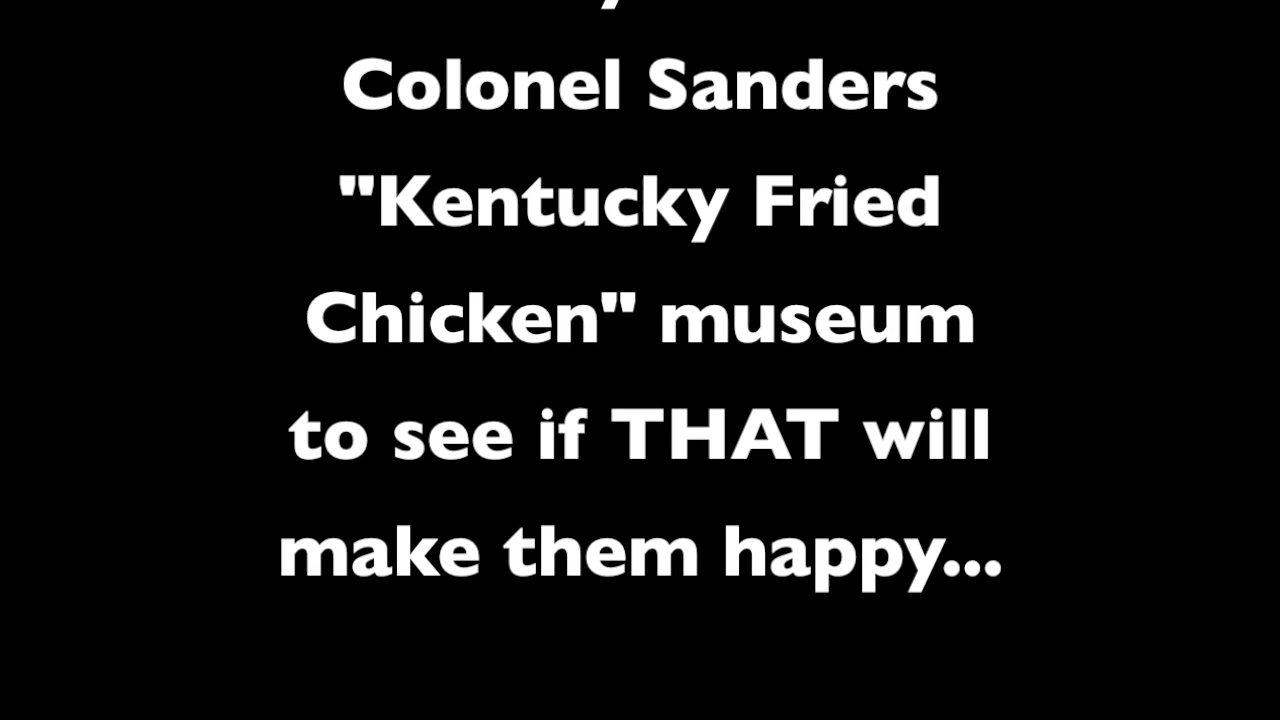 Colonel Sanders
"Kentucky Fried
Chicken" museum
to see if THAT will
make them happy...